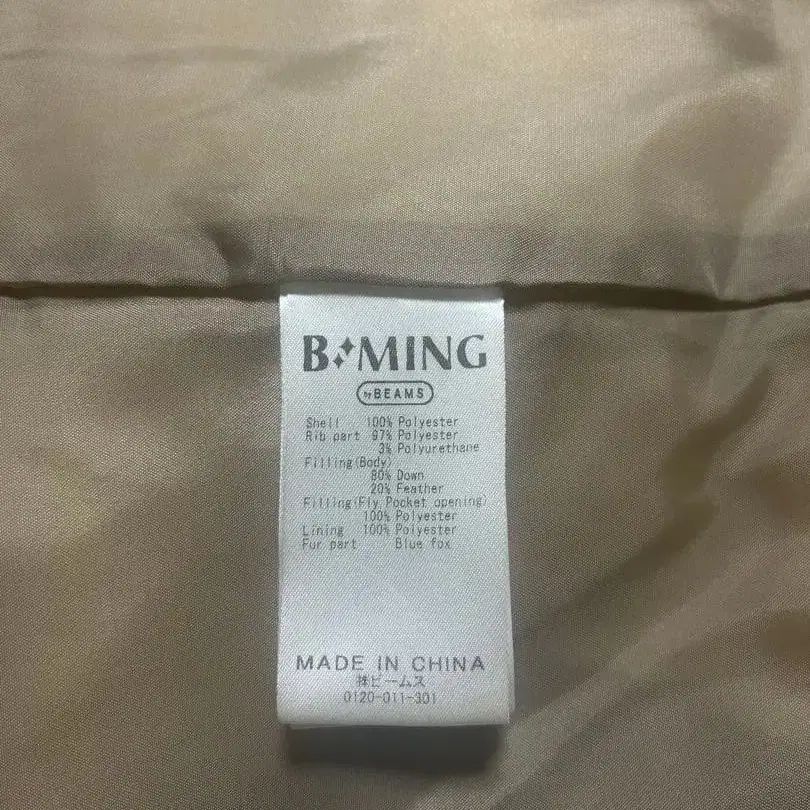 B MING
by BEAMS
Shell 100% Polyester
Rib part 97% Polyester
3% Polyurethane
Filling(Body)
80% Down
20% Feather
Filling(Fly,Pocket opening)
100% Polyester
Lining 100% Polyester
Fur part Blue fox
MADE IN CHINA
㈱ビームス
0120-011-301